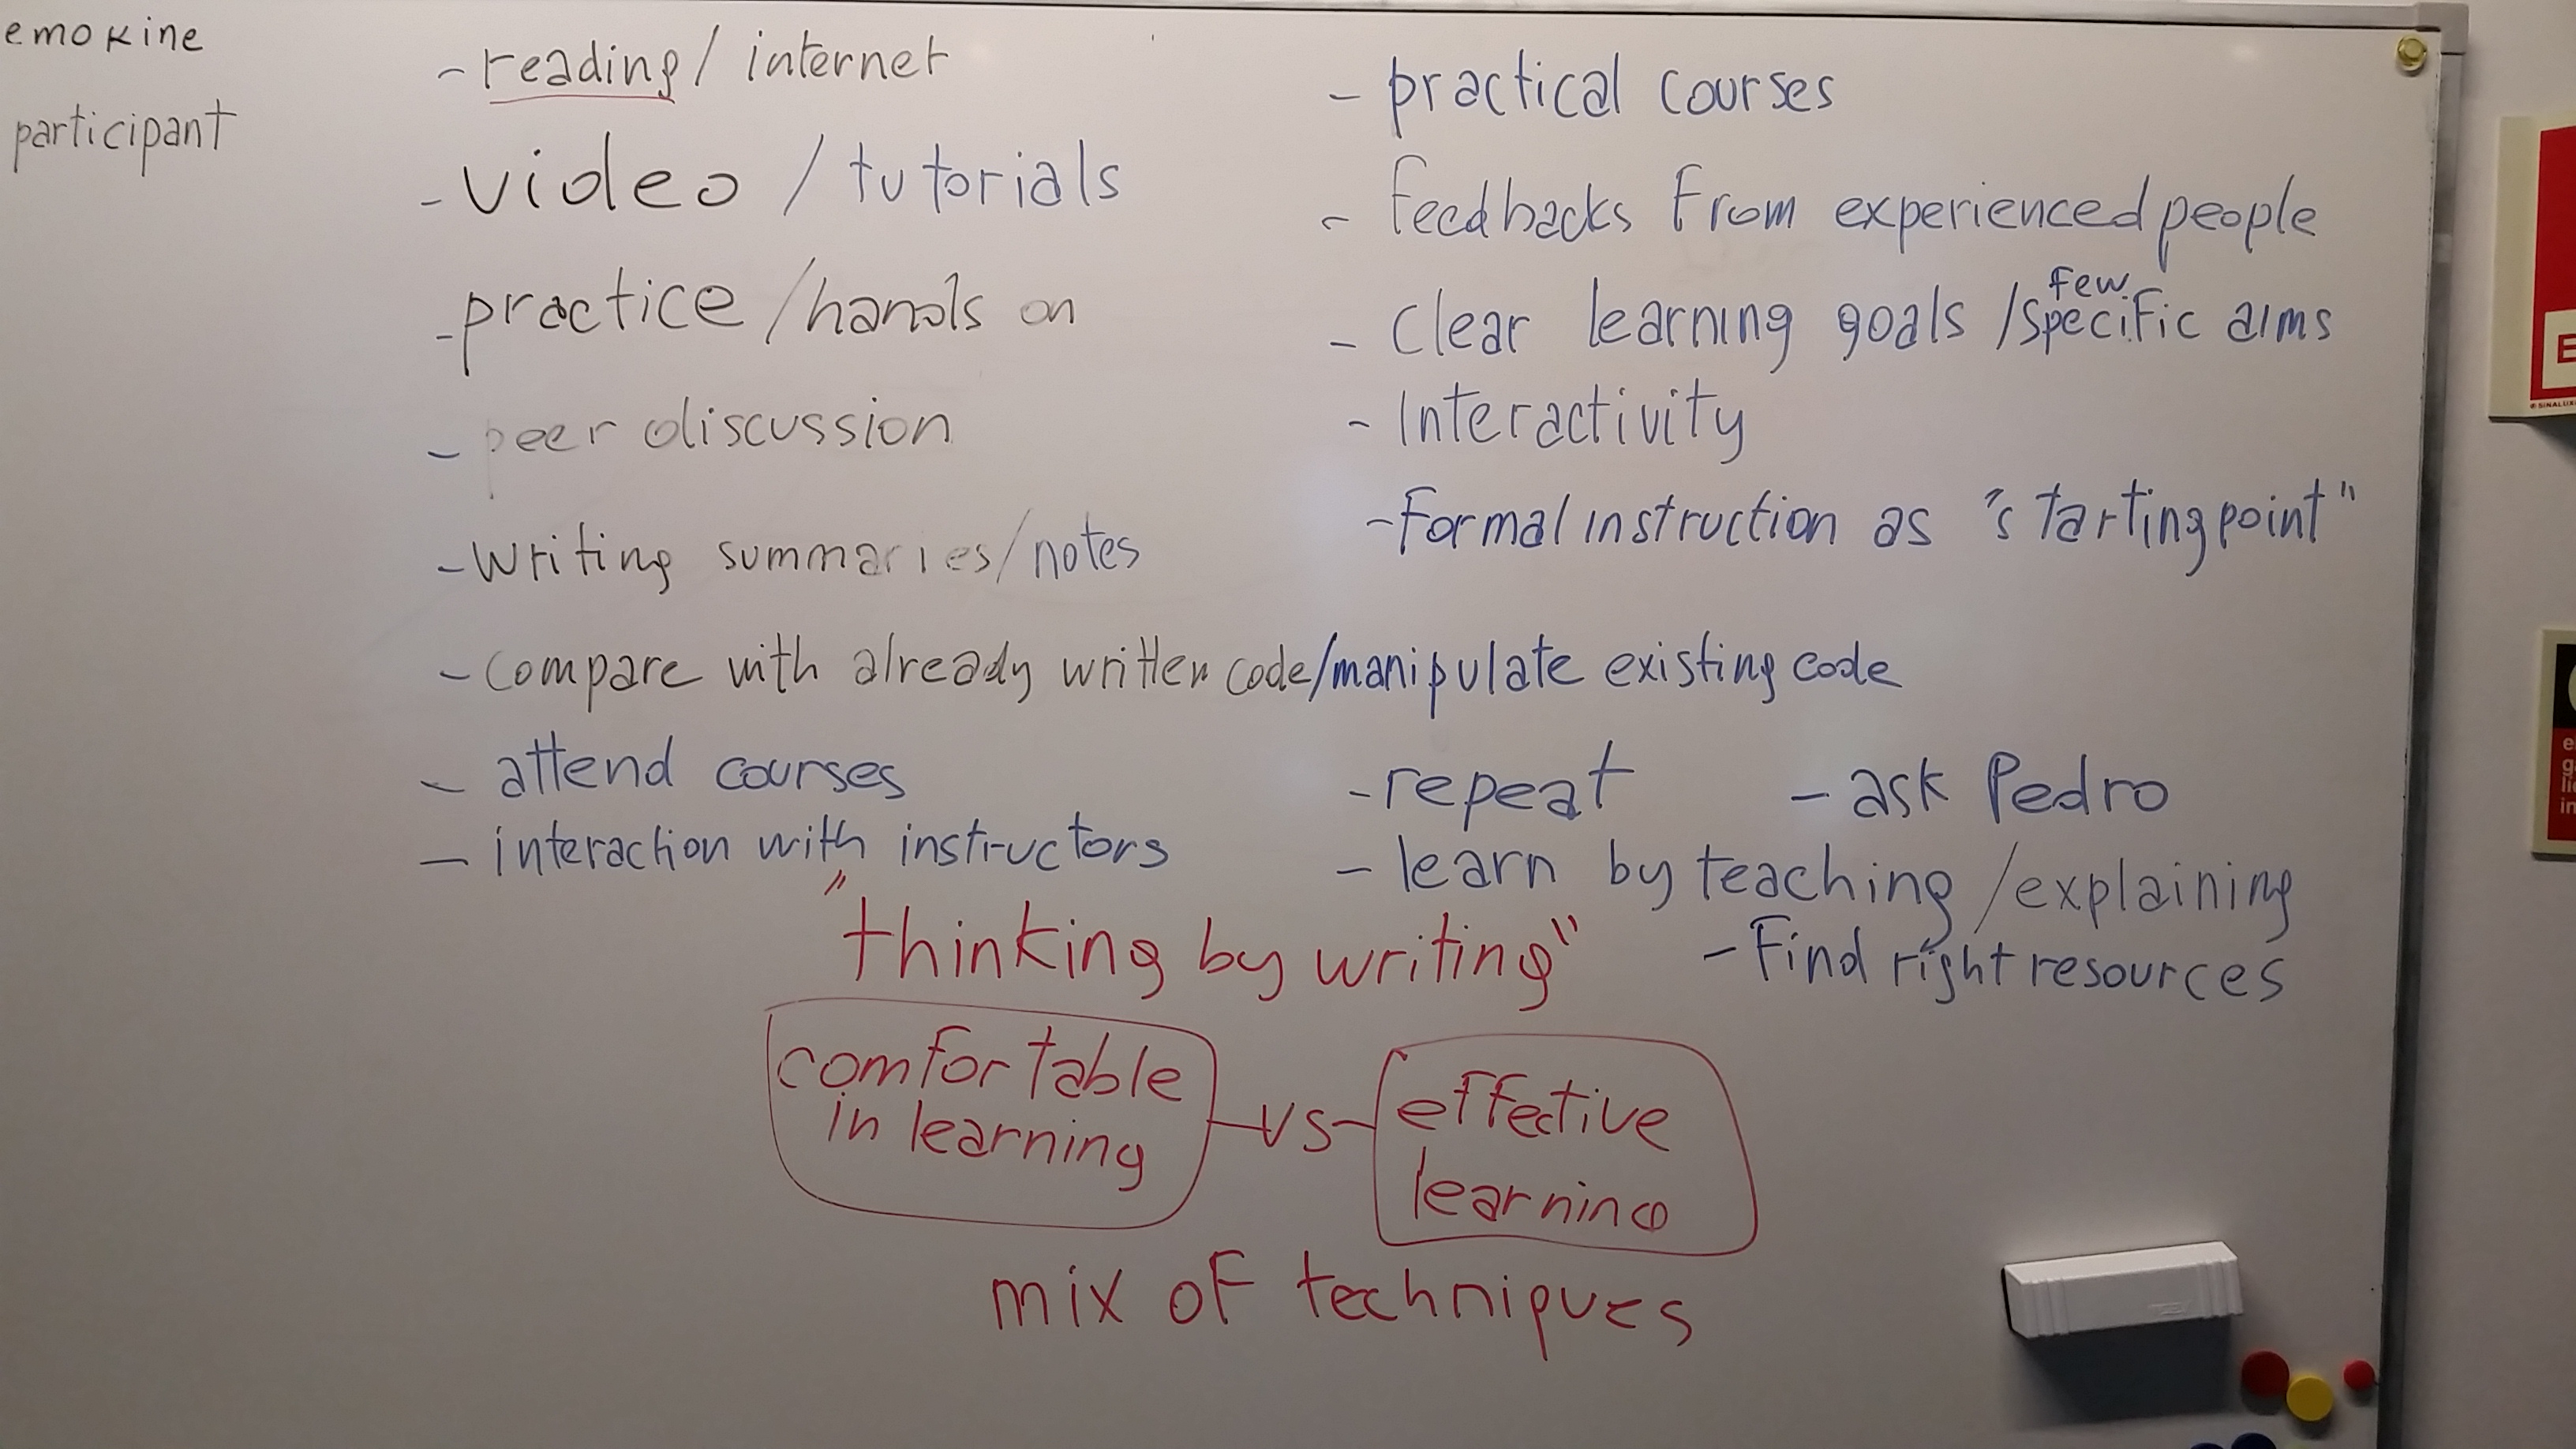 emokine
participant
- reading / internet
- video / tutorials
- practice / hands on
- peer discussion
- writing summaries / notes
- compare with already written code / manipulate existing code
- attend courses
- interaction with instructors
- practical courses
- feedbacks from experienced people
- Clear learning goals / few specific aims
- Interactivity
- Formal instruction as "starting point"
- repeat
- ask Pedro
- learn by teaching / explaining
- Find right resources
"thinking by writing"
comfortable
in learning
vs
effective
learning
mix of techniques
E